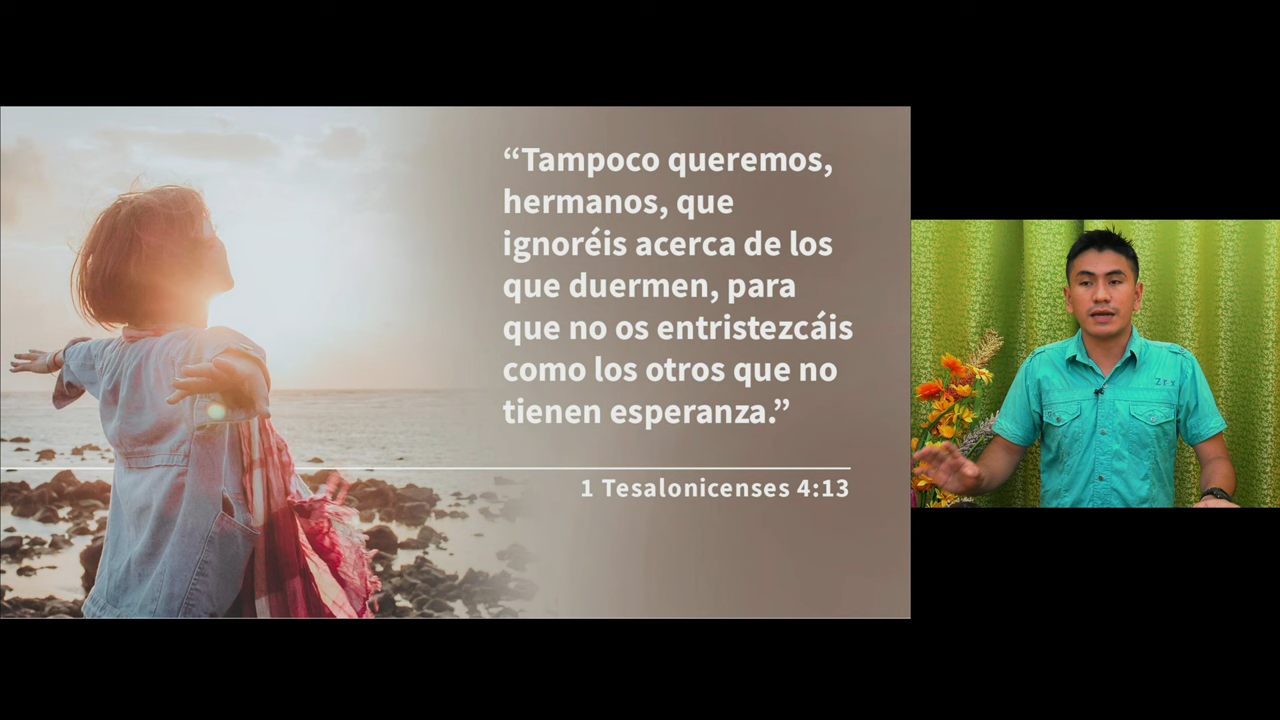 “Tampoco queremos,
hermanos, que
ignoréis acerca de los
que duermen, para
que no os entristezcáis
como los otros que no
tienen esperanza.”
1 Tesalonicenses 4:13